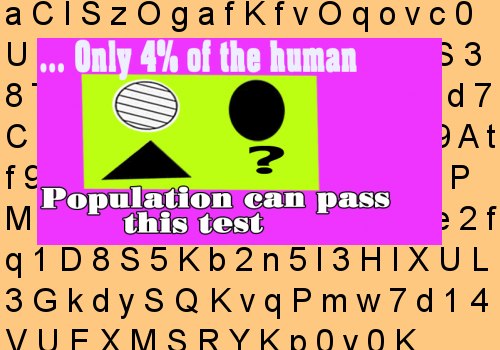 a C l S z O g a f K f v O q o v c 0
U
... Only 4% of the human
S 3
8
d 7
?
C
9 A t
f 9
P
Population can pass
M
this test
e 2 f
q 1 D 8 S 5 K b 2 n 5 l 3 H I X U L
3 G k d y S Q K v q P m w 7 d 1 4
V U F X M S R Y K p 0 v 0 K